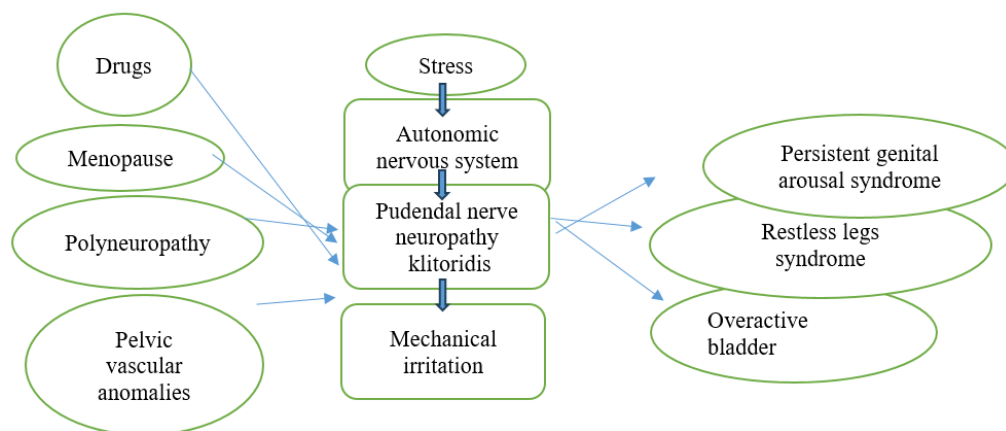 Drugs
Menopause
Polyneuropathy
Pelvic
vascular
anomalies
Stress
Autonomic
nervous system
Pudendal nerve
neuropathy
klitoridis
Mechanical
irritation
Persistent genital
arousal syndrome
Restless legs
syndrome
Overactive
bladder